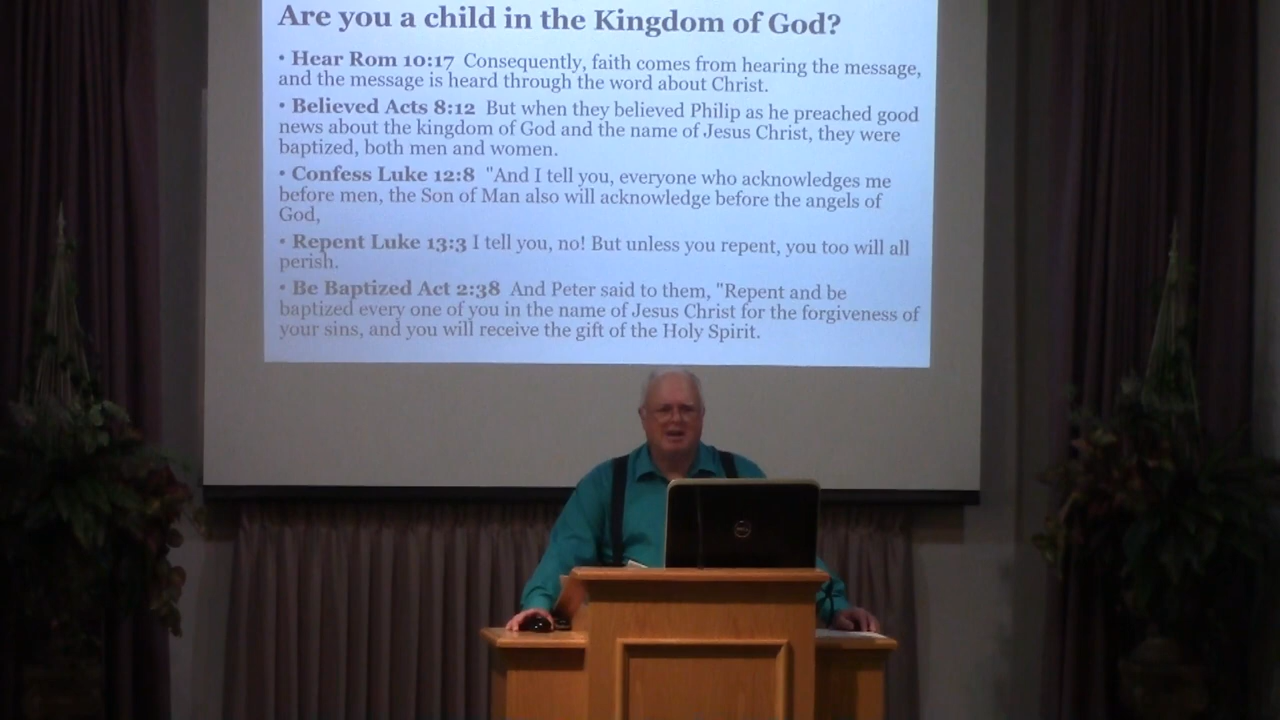 Are you a child in the Kingdom of God?
• Hear Rom 10:17 Consequently, faith comes from hearing the message,
and the message is heard through the word about Christ.
• Believed Acts 8:12 But when they believed Philip as he preached good
news about the kingdom of God and the name of Jesus Christ, they were
baptized, both men and women.
• Confess Luke 12:8 "And I tell you, everyone who acknowledges me
before men, the Son of Man also will acknowledge before the angels of
God,
• Repent Luke 13:3 I tell you, no! But unless you repent, you too will all
perish.
• Be Baptized Act 2:38 And Peter said to them, "Repent and be
baptized every one of you in the name of Jesus Christ for the forgiveness of
your sins, and you will receive the gift of the Holy Spirit.
DELL